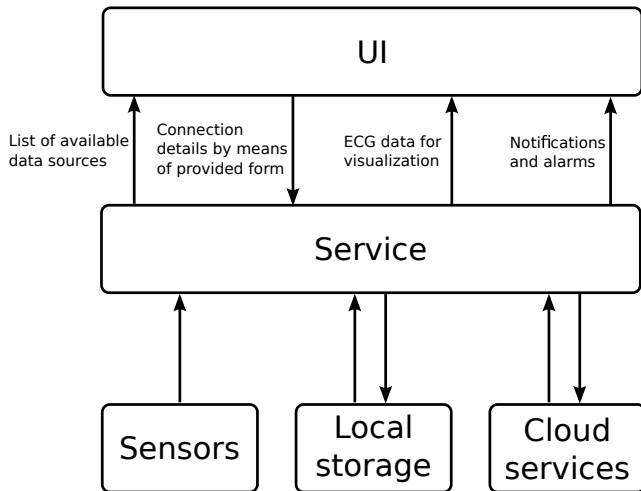 UI
List of available
data sources
Connection
details by means
of provided form
ECG data for
visualization
Notifications
and alarms
Service
Sensors
Local
storage
Cloud
services